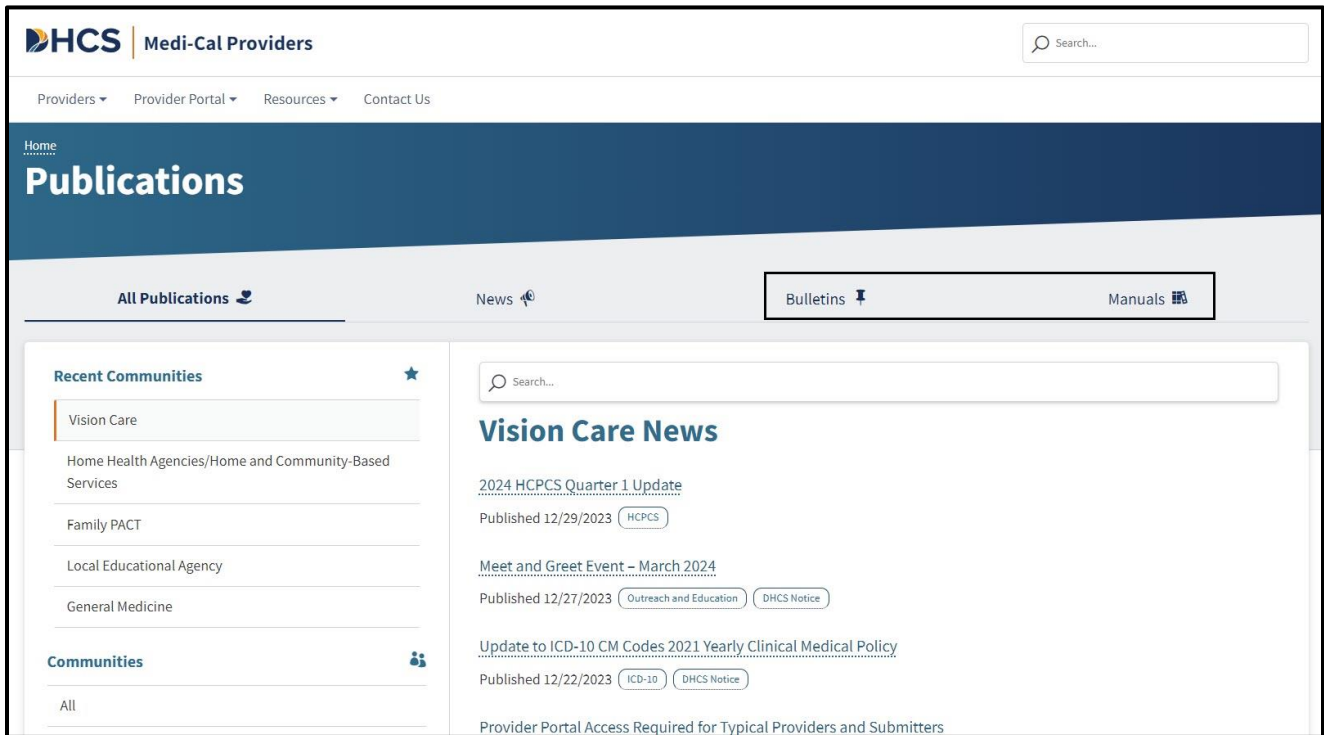 DHCS Medi-Cal Providers
Search...
Providers Provider Portal Resources Contact Us
Home
Publications
All Publications News Bulletins Manuals
Recent Communities
Vision Care
Home Health Agencies/Home and Community-Based
Services
Family PACT
Local Educational Agency
General Medicine
Communities
All
Search...
Vision Care News
2024 HCPCS Quarter 1 Update
Published 12/29/2023 HCPCS
Meet and Greet Event – March 2024
Published 12/27/2023 Outreach and Education DHCS Notice
Update to ICD-10 CM Codes 2021 Yearly Clinical Medical Policy
Published 12/22/2023 ICD-10 DHCS Notice
Provider Portal Access Required for Typical Providers and Submitters